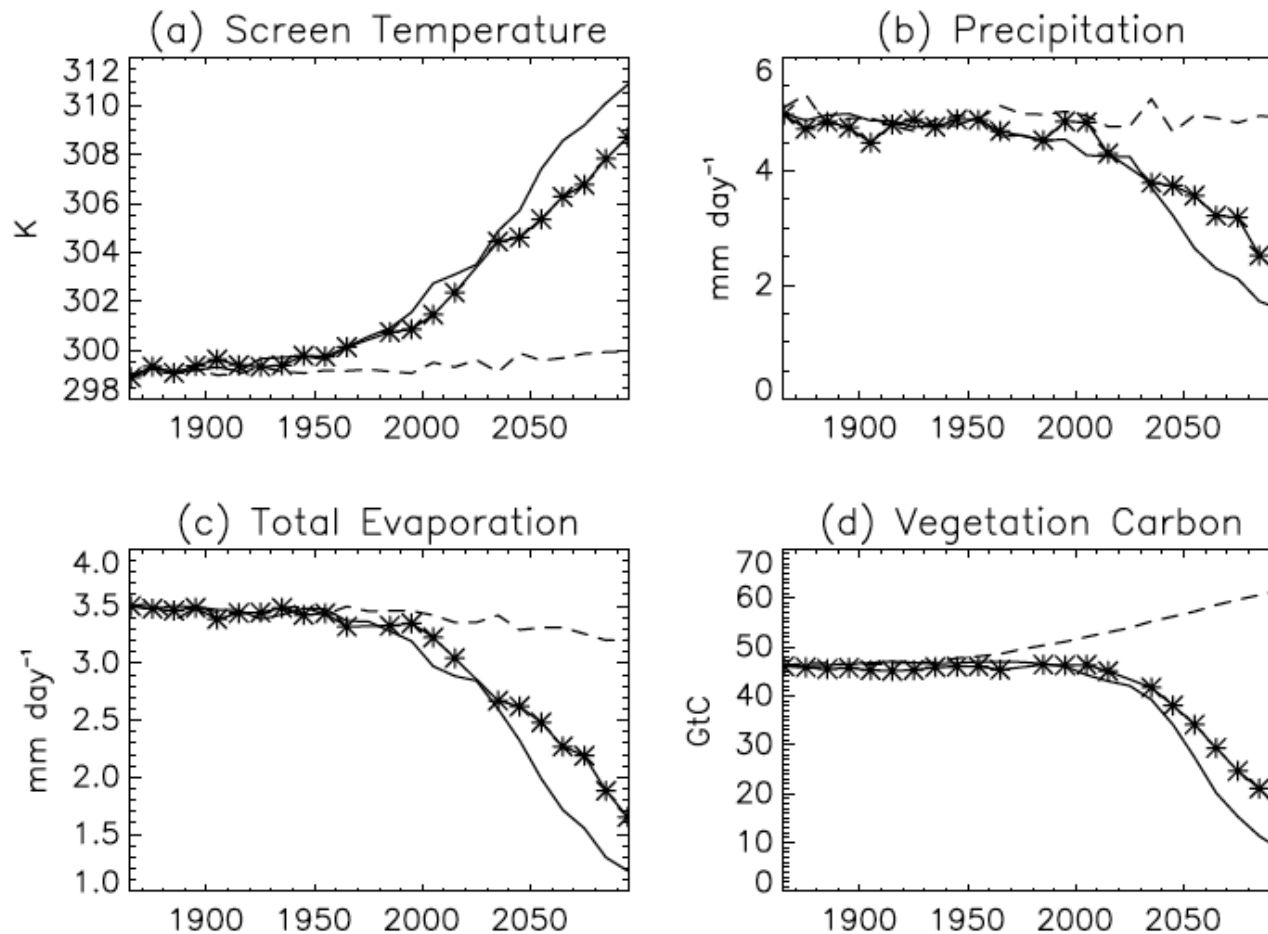 (a) Screen Temperature
312
310
308
306
304
302
300
298
K
1900 1950 2000 2050
(b) Precipitation
6
4
2
0
mm day⁻¹
1900 1950 2000 2050
(c) Total Evaporation
4.0
3.5
3.0
2.5
2.0
1.5
1.0
mm day⁻¹
1900 1950 2000 2050
(d) Vegetation Carbon
70
60
50
40
30
20
10
0
GtC
1900 1950 2000 2050